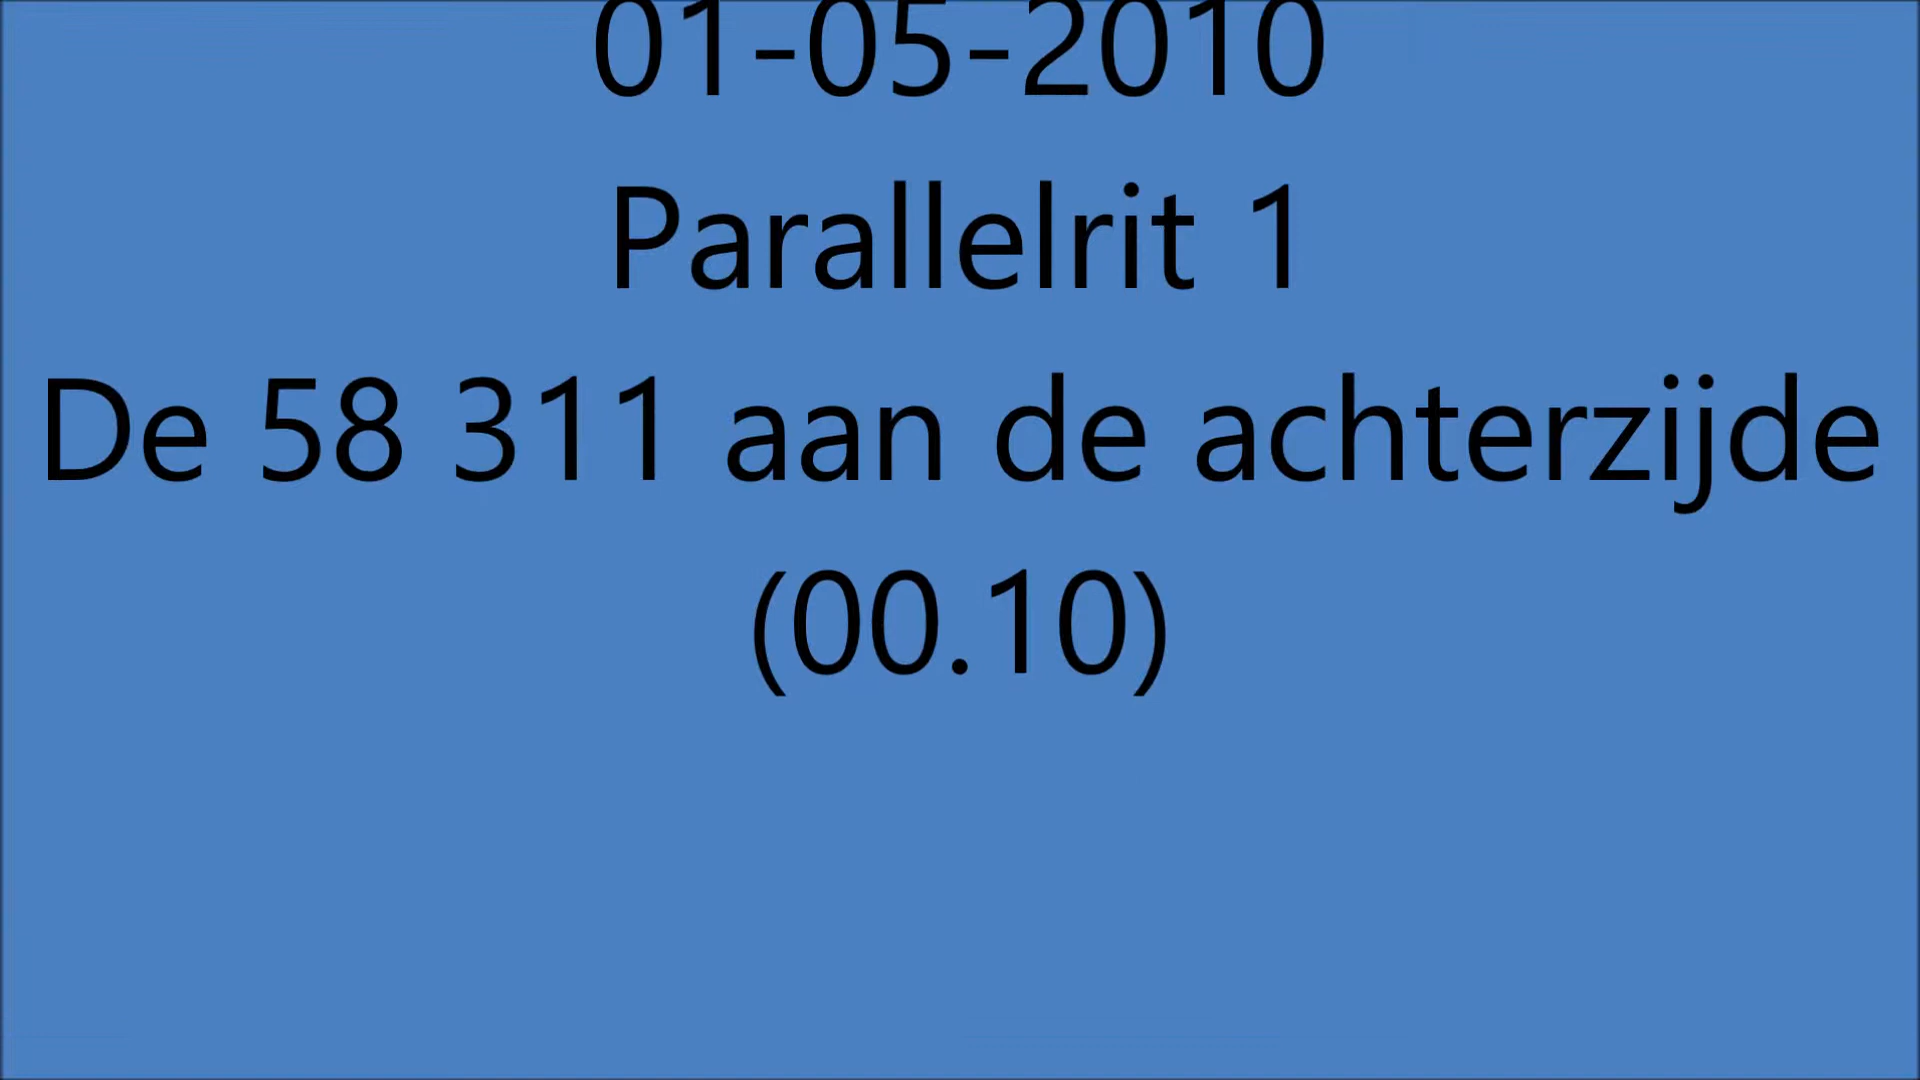 01-05-2010
Parallelrit 1
De 58 311 aan de achterzijde
(00.10)